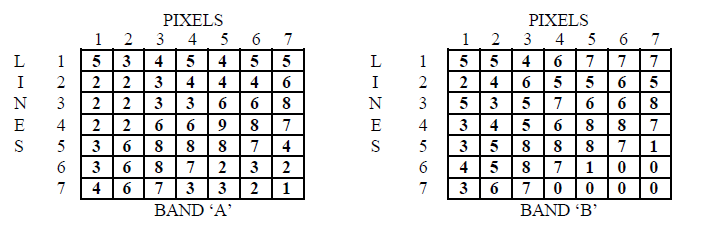 PIXELS PIXELS
1 2 3 4 5 6 7 1 2 3 4 5 6 7
L 1 5 3 4 5 4 5 5 L 1 5 5 4 6 7 7 7
I 2 2 2 3 4 4 4 6 I 2 2 4 6 5 5 6 5
N 3 2 2 3 3 6 6 8 N 3 5 3 5 7 6 6 8
E 4 2 2 6 6 9 8 7 E 4 3 4 5 6 8 8 7
S 5 3 6 8 8 8 7 4 S 5 3 5 8 8 8 7 1
6 3 6 8 7 2 3 2 6 4 5 8 7 1 0 0
7 4 6 7 3 3 2 1 7 3 6 7 0 0 0 0
BAND ‘A’ BAND ‘B’